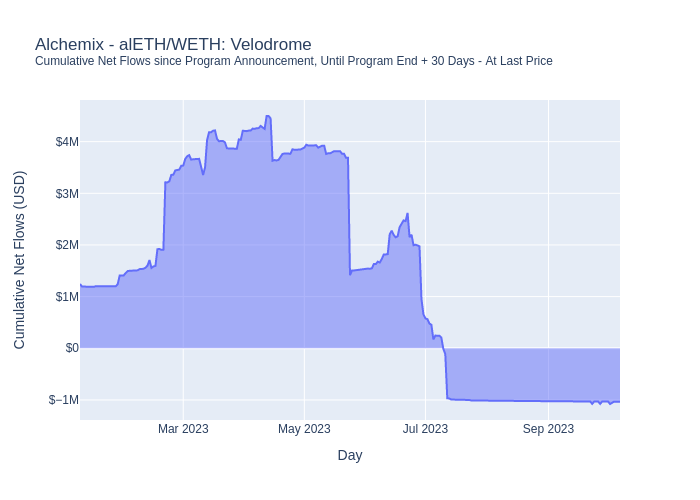 Alchemix - alETH/WETH: Velodrome
Cumulative Net Flows since Program Announcement, Until Program End + 30 Days - At Last Price
Cumulative Net Flows (USD)
$4M
$3M
$2M
$1M
$0
$−1M
Mar 2023 May 2023 Jul 2023 Sep 2023
Day